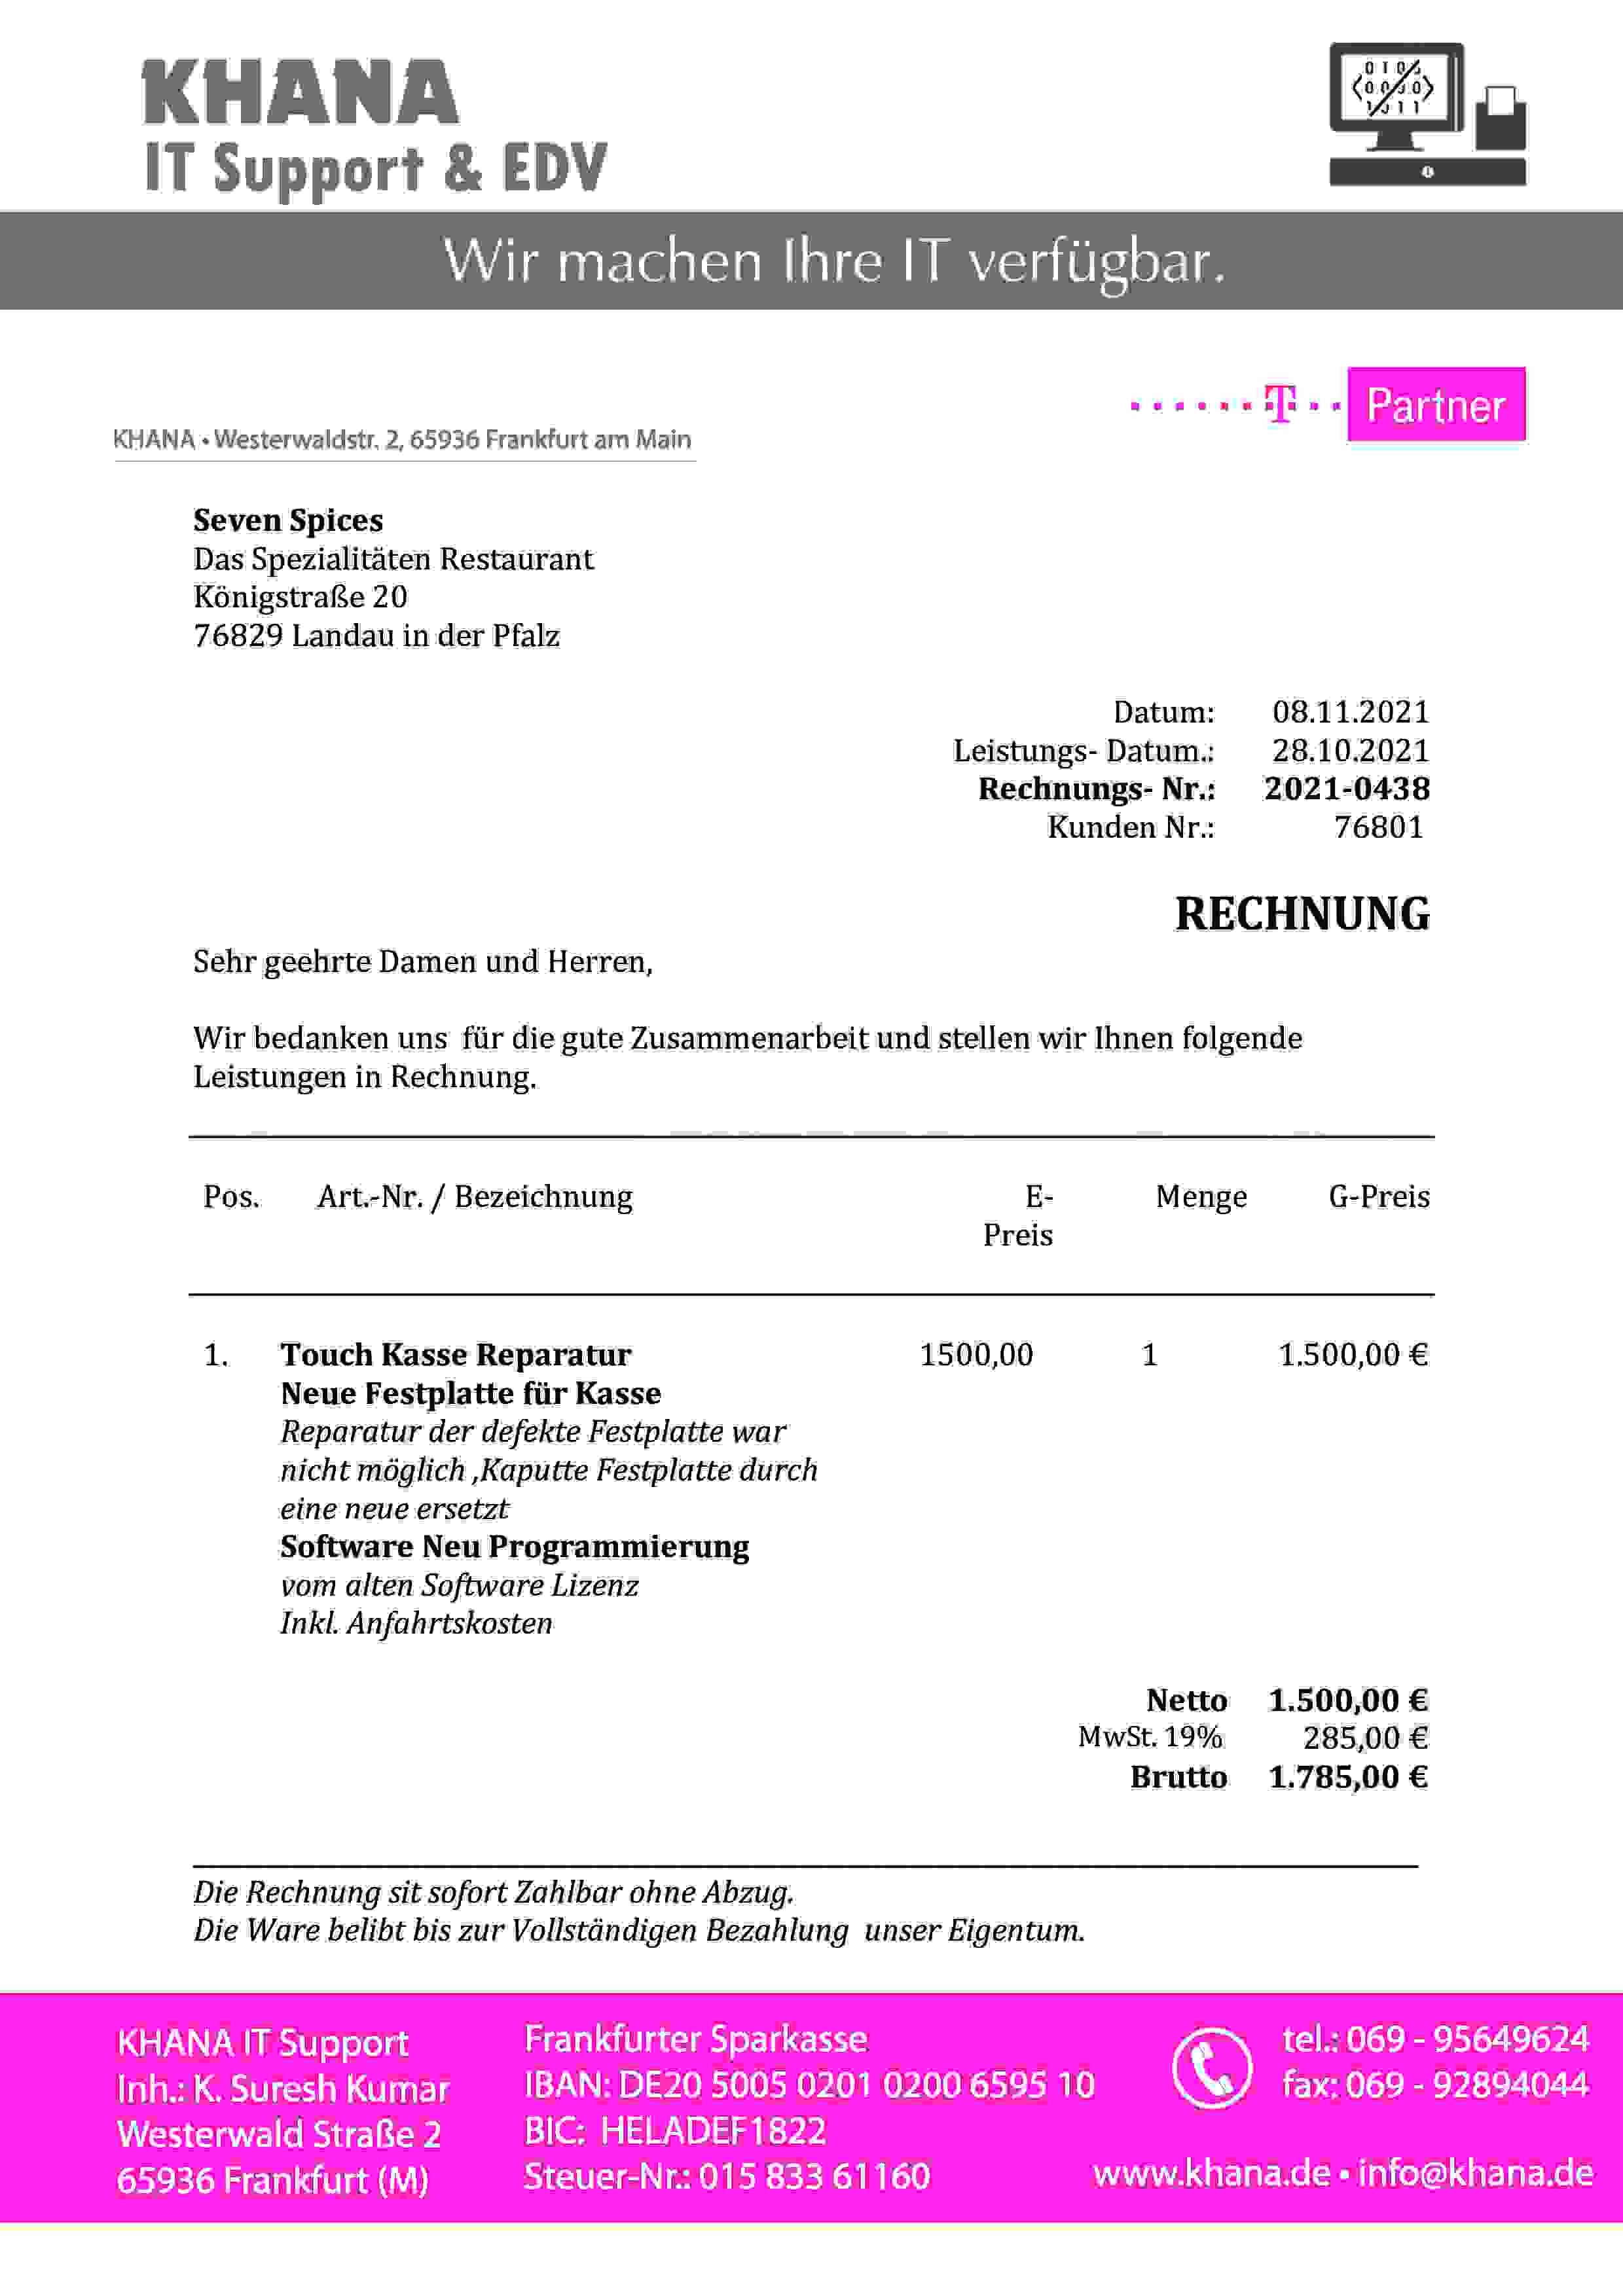 KHANA
IT Support & EDV
Wir machen Ihre IT verfügbar.
T Partner
KHANA • Westerwaldstr. 2, 65936 Frankfurt am Main
Seven Spices
Das Spezialitäten Restaurant
Königstraße 20
76829 Landau in der Pfalz
Datum: 08.11.2021
Leistungs- Datum.: 28.10.2021
Rechnungs- Nr.: 2021-0438
Kunden Nr.: 76801
RECHNUNG
Sehr geehrte Damen und Herren,
Wir bedanken uns für die gute Zusammenarbeit und stellen wir Ihnen folgende
Leistungen in Rechnung.
Pos. Art.-Nr. / Bezeichnung E- Menge G-Preis
Preis
1. Touch Kasse Reparatur 1500,00 1 1.500,00 €
Neue Festplatte für Kasse
Reparatur der defekte Festplatte war
nicht möglich ,Kaputte Festplatte durch
eine neue ersetzt
Software Neu Programmierung
vom alten Software Lizenz
Inkl. Anfahrtskosten
Netto 1.500,00 €
MwSt. 19% 285,00 €
Brutto 1.785,00 €
Die Rechnung sit sofort Zahlbar ohne Abzug.
Die Ware belibt bis zur Vollständigen Bezahlung unser Eigentum.
KHANA IT Support
Inh.: K. Suresh Kumar
Westerwald Straße 2
65936 Frankfurt (M)
Frankfurter Sparkasse
IBAN: DE20 5005 0201 0200 6595 10
BIC: HELADEF1822
Steuer-Nr.: 015 833 61160
tel.: 069 - 95649624
fax: 069 - 92894044
www.khana.de • info@khana.de